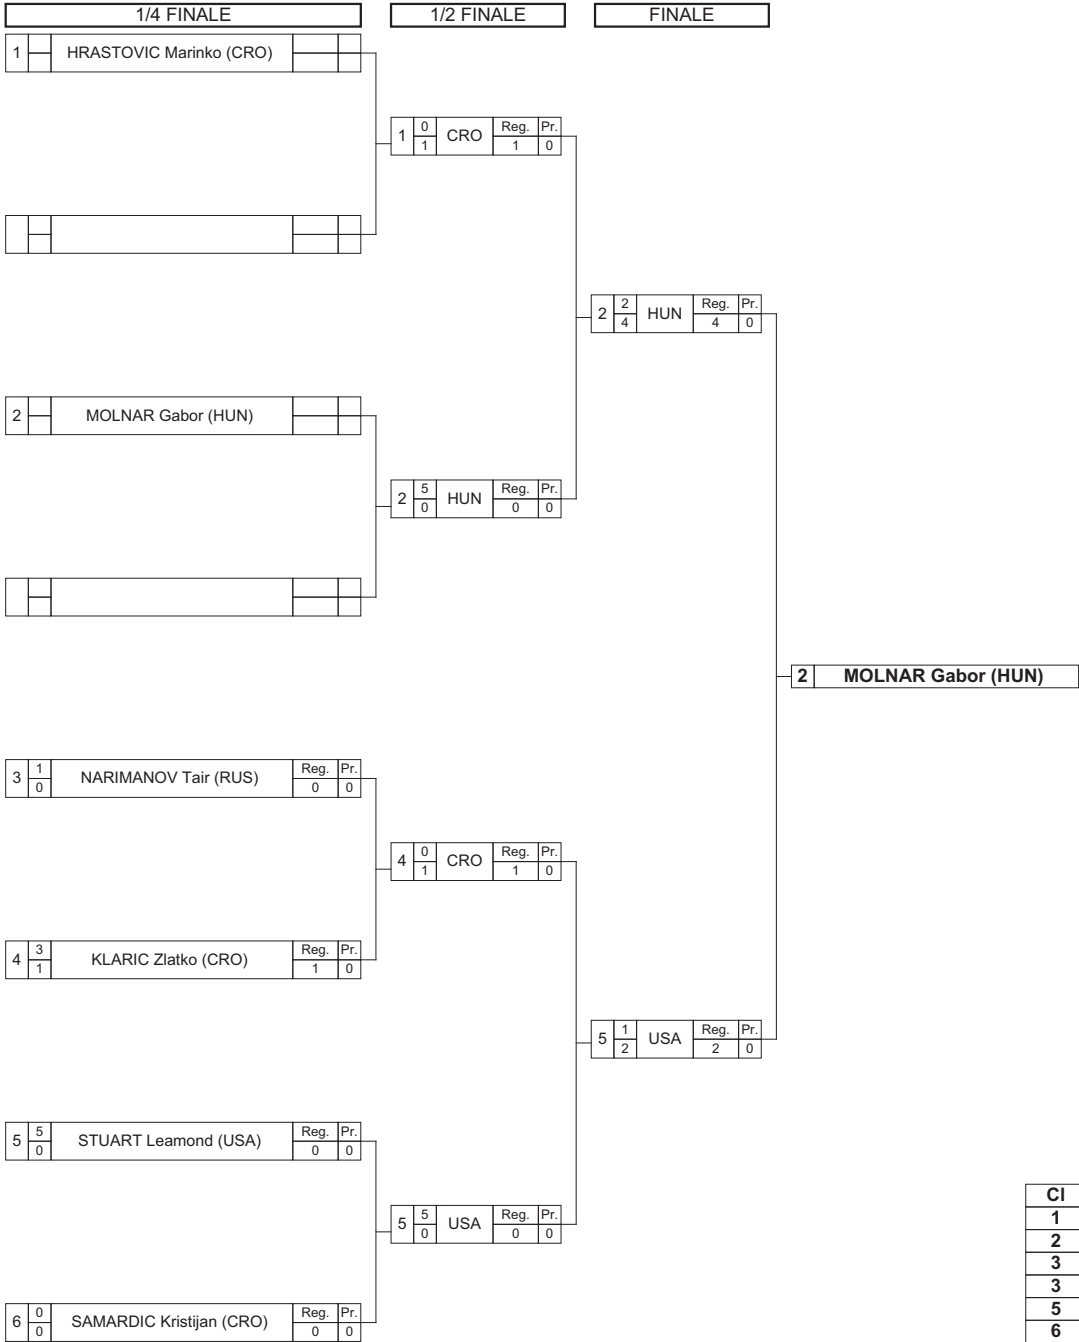 1/4 FINALE 1/2 FINALE FINALE
1 HRASTOVIC Marinko (CRO)
0 Reg. Pr.
1 CRO
1 1 0
2 Reg. Pr.
2 HUN
4 4 0
2 MOLNAR Gabor (HUN)
5 Reg. Pr.
2 HUN
0 0 0
2 MOLNAR Gabor (HUN)
1 Reg. Pr.
3 NARIMANOV Tair (RUS)
0 0 0
0 Reg. Pr.
4 CRO
1 1 0
3 Reg. Pr.
4 KLARIC Zlatko (CRO)
1 1 0
1 Reg. Pr.
5 USA
2 2 0
5 Reg. Pr.
5 STUART Leamond (USA)
0 0 0
5 Reg. Pr.
5 USA
0 0 0
0 Reg. Pr.
6 SAMARDIC Kristijan (CRO)
0 0 0
Cl
1
2
3
3
5
6